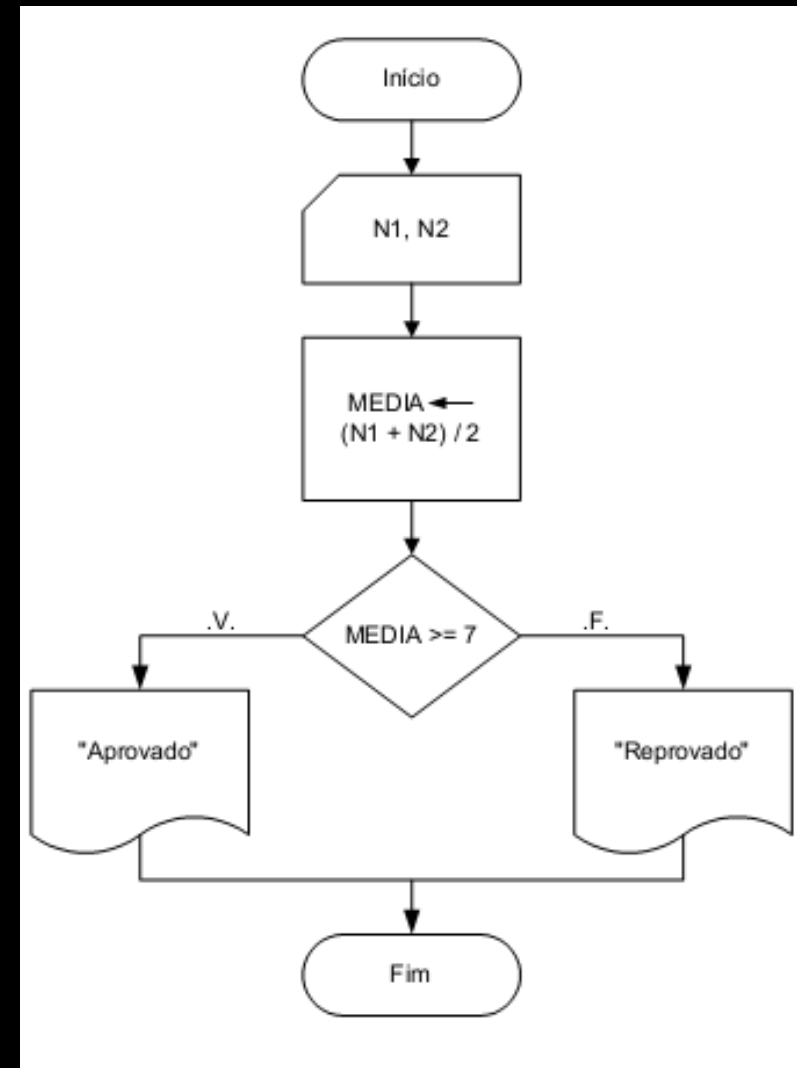 Início
N1, N2
MEDIA ←
(N1 + N2) / 2
MEDIA >= 7
.V.
.F.
"Aprovado"
"Reprovado"
Fim